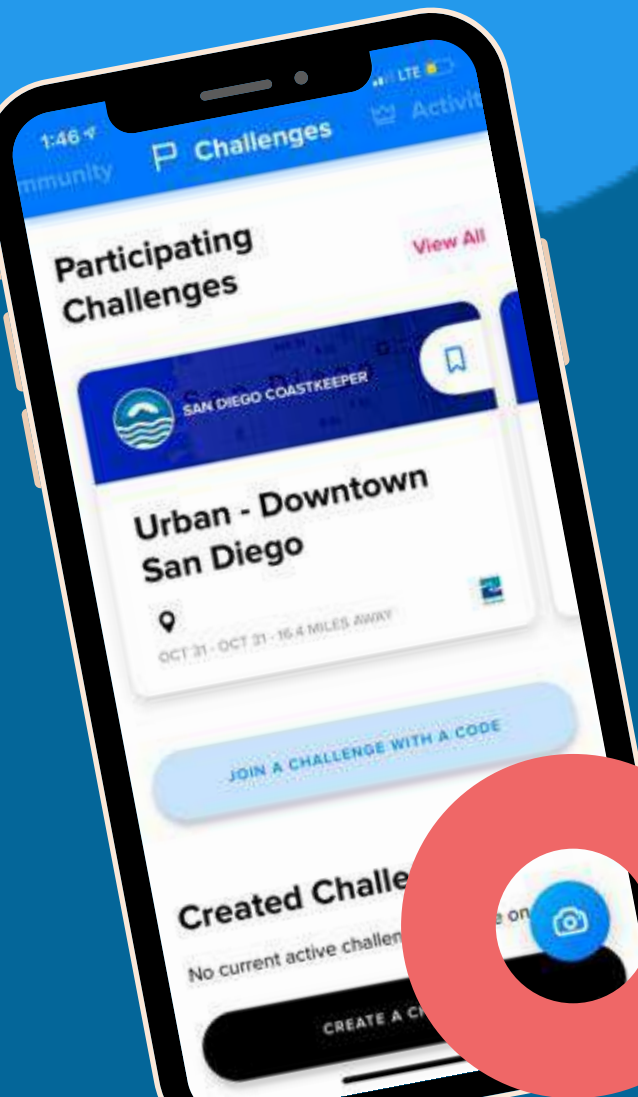 1:46
LTE
mmunity
Challenges
Activit
Participating
Challenges
View All
SAN DIEGO COASTKEEPER
Urban - Downtown
San Diego
OCT 31 - OCT 31 - 16.4 MILES AWAY
JOIN A CHALLENGE WITH A CODE
Created Challe
No current active challen e on
CREATE A C